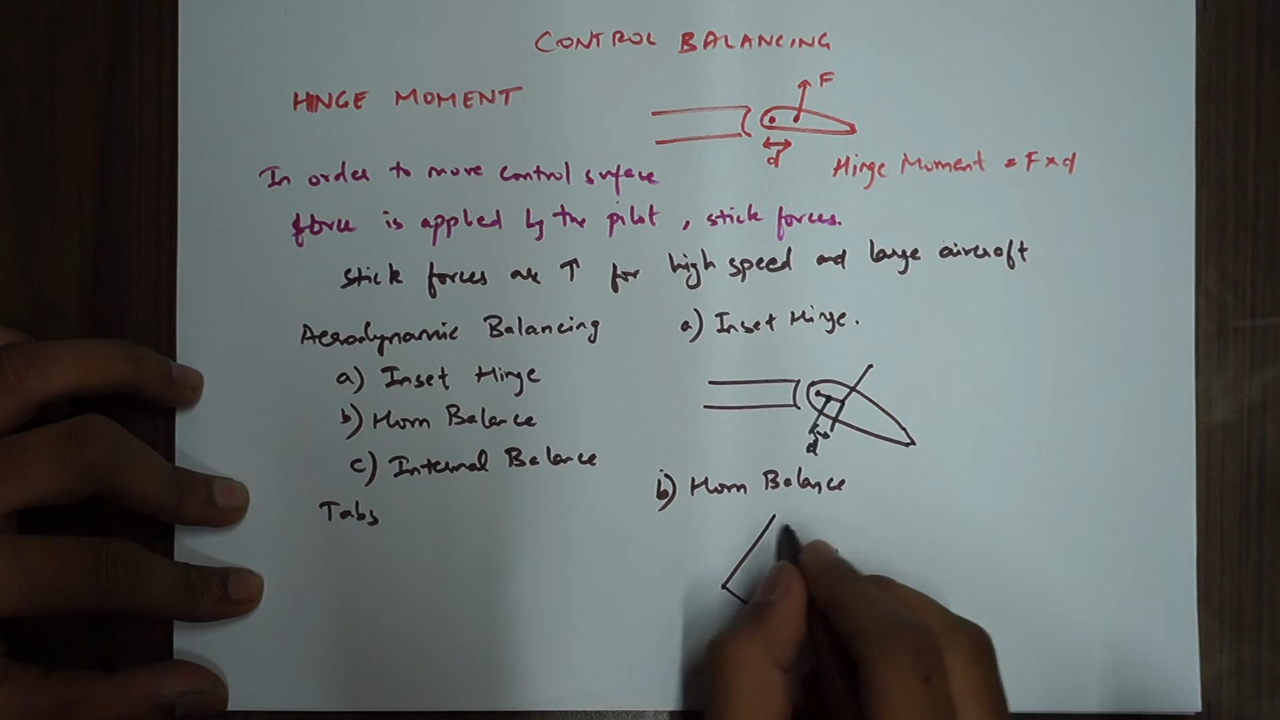 CONTROL BALANCING
HINGE MOMENT
F
d
Hinge Moment = F x d
In order to move control surface
force is applied by the pilot, stick forces.
stick forces are ↑ for high speed and large aircraft
Aerodynamic Balancing
a) Inset Hinge
b) Horn Balance
c) Internal Balance
Tabs
a) Inset Hinge.
d
b) Horn Balance